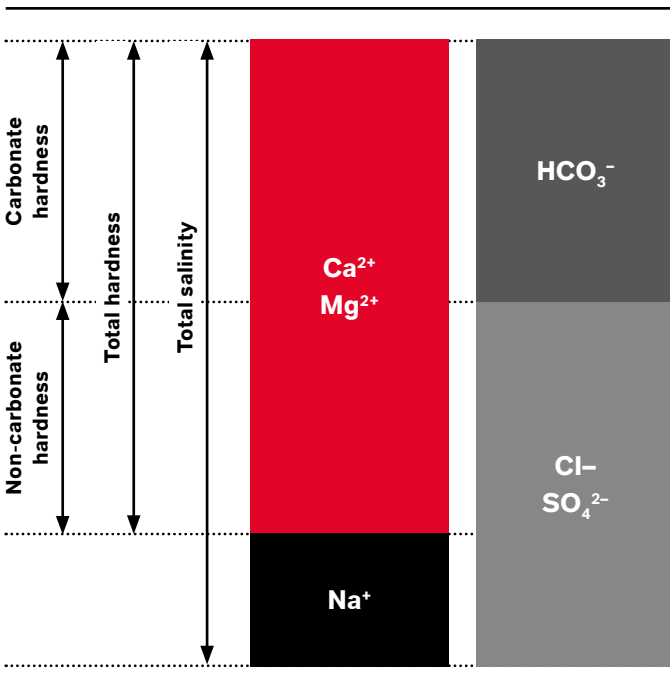 Carbonate
hardness
Non-carbonate
hardness
Total hardness
Total salinity
Ca²⁺
Mg²⁺
Na⁺
HCO₃⁻
Cl–
SO₄²⁻